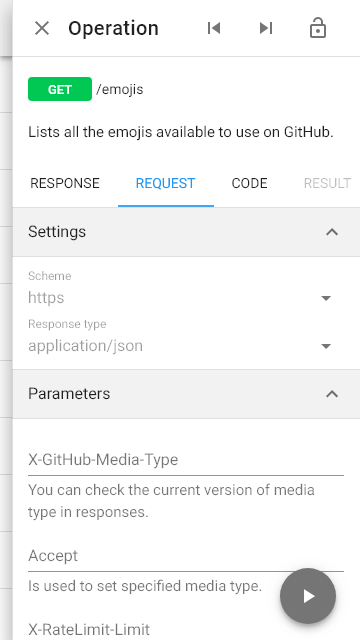 Operation
GET /emojis
Lists all the emojis available to use on GitHub.
RESPONSE REQUEST CODE RESULT
Settings
Scheme
https
Response type
application/json
Parameters
X-GitHub-Media-Type
You can check the current version of media
type in responses.
Accept
Is used to set specified media type.
X-RateLimit-Limit